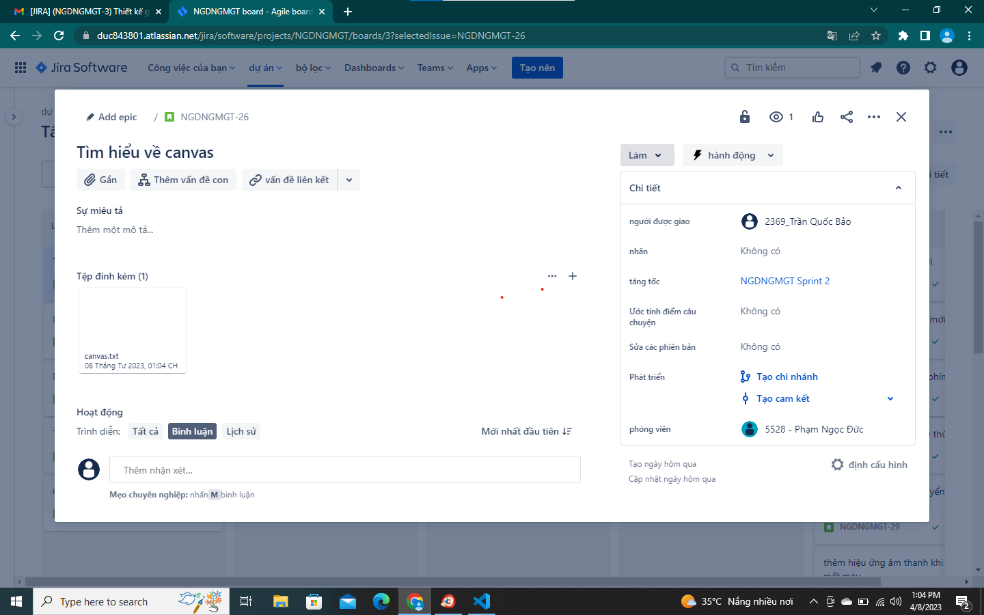 [JIRA] (NGDNGMGT-3) Thiết kế g
NGDNGMGT board - Agile board
duc843801.atlassian.net/jira/software/projects/NGDNGMGT/boards/3?selectedIssue=NGDNGMGT-26
Jira Software
Công việc của bạn
dự án
bộ lọc
Dashboards
Teams
Apps
Tạo nên
Tìm kiếm
Add epic
/ NGDNGMGT-26
1
Tìm hiểu về canvas
Gắn
Thêm vấn đề con
vấn đề liên kết
Sự miêu tả
Thêm một mô tả...
Tệp đính kèm (1)
canvas.txt
08 Tháng Tư 2023, 01:04 CH
Hoạt động
Trình diễn:
Tất cả
Bình luận
Lịch sử
Mới nhất đầu tiên
Thêm nhận xét...
Mẹo chuyên nghiệp: nhấn M bình luận
Làm
hành động
Chi tiết
người được giao
2369_Trần Quốc Bảo
nhãn
Không có
tăng tốc
NGDNGMGT Sprint 2
Ước tính điểm câu chuyện
Không có
Sửa các phiên bản
Không có
Phát triển
Tạo chi nhánh
Tạo cam kết
phóng viên
5528 - Phạm Ngọc Đức
Tạo ngày hôm qua
Cập nhật ngày hôm qua
định cấu hình
NGDNGMGT-29
thêm hiệu ứng âm thanh khi
Type here to search
35°C Nắng nhiều nơi
1:04 PM
4/8/2023
2